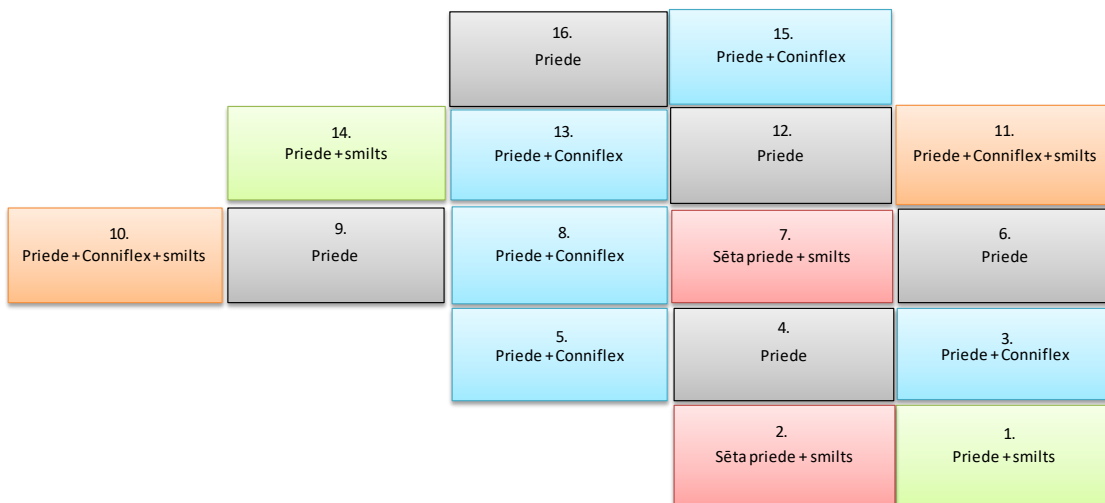 16.
Priede
15.
Priede + Coninflex
14.
Priede + smilts
13.
Priede + Conniflex
12.
Priede
11.
Priede + Conniflex + smilts
10.
Priede + Conniflex + smilts
9.
Priede
8.
Priede + Conniflex
7.
Sēta priede + smilts
6.
Priede
5.
Priede + Conniflex
4.
Priede
3.
Priede + Conniflex
2.
Sēta priede + smilts
1.
Priede + smilts